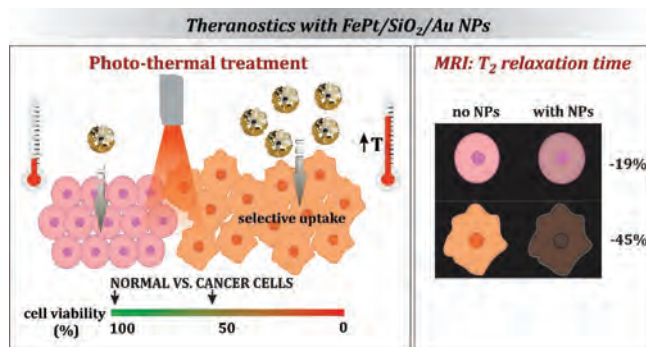 Theranostics with FePt/SiO₂/Au NPs
Photo-thermal treatment
T
selective uptake
NORMAL VS. CANCER CELLS
cell viability
(%)
100
50
0
MRI: T₂ relaxation time
no NPs
with NPs
-19%
-45%